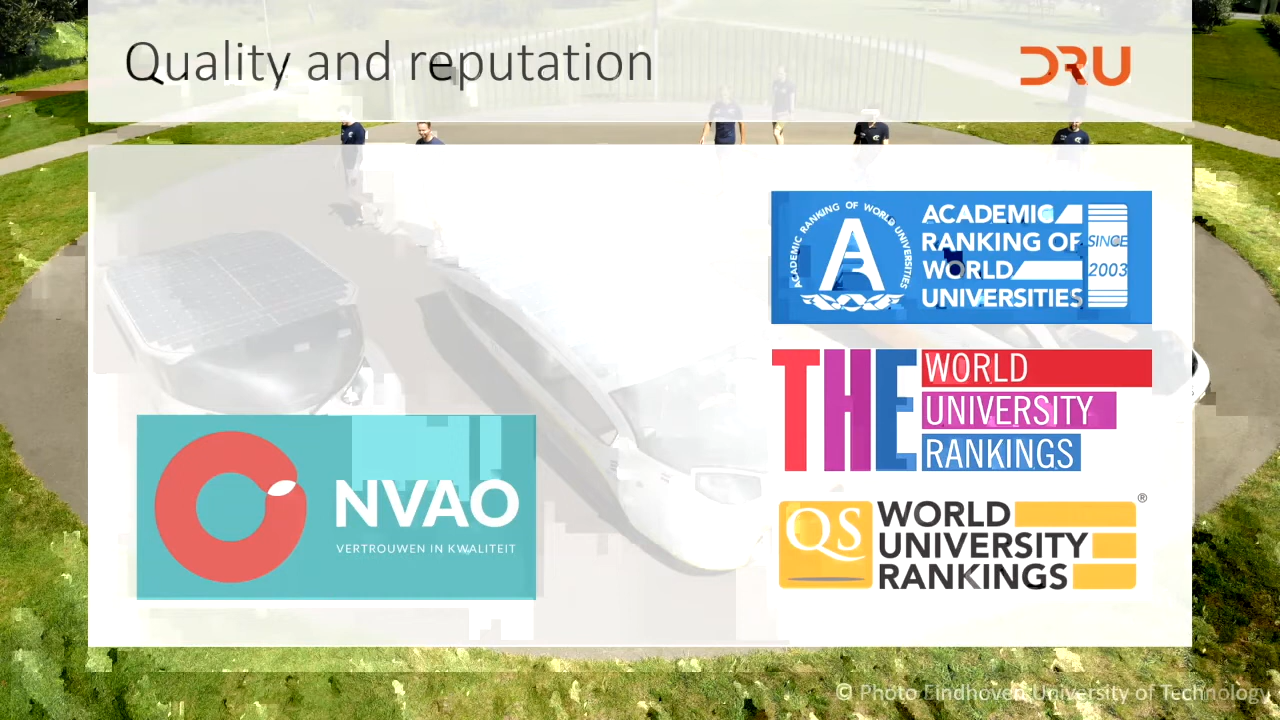 Quality and reputation
DRU
ACADEMIC RANKING OF WORLD UNIVERSITIES
A
ACADEMIC
RANKING OF
WORLD
UNIVERSITIES
SINCE
2003
THE
WORLD
UNIVERSITY
RANKINGS
NVAO
VERTROUWEN IN KWALITEIT
QS
WORLD
UNIVERSITY
RANKINGS
®
© Photo Eindhoven University of Technology